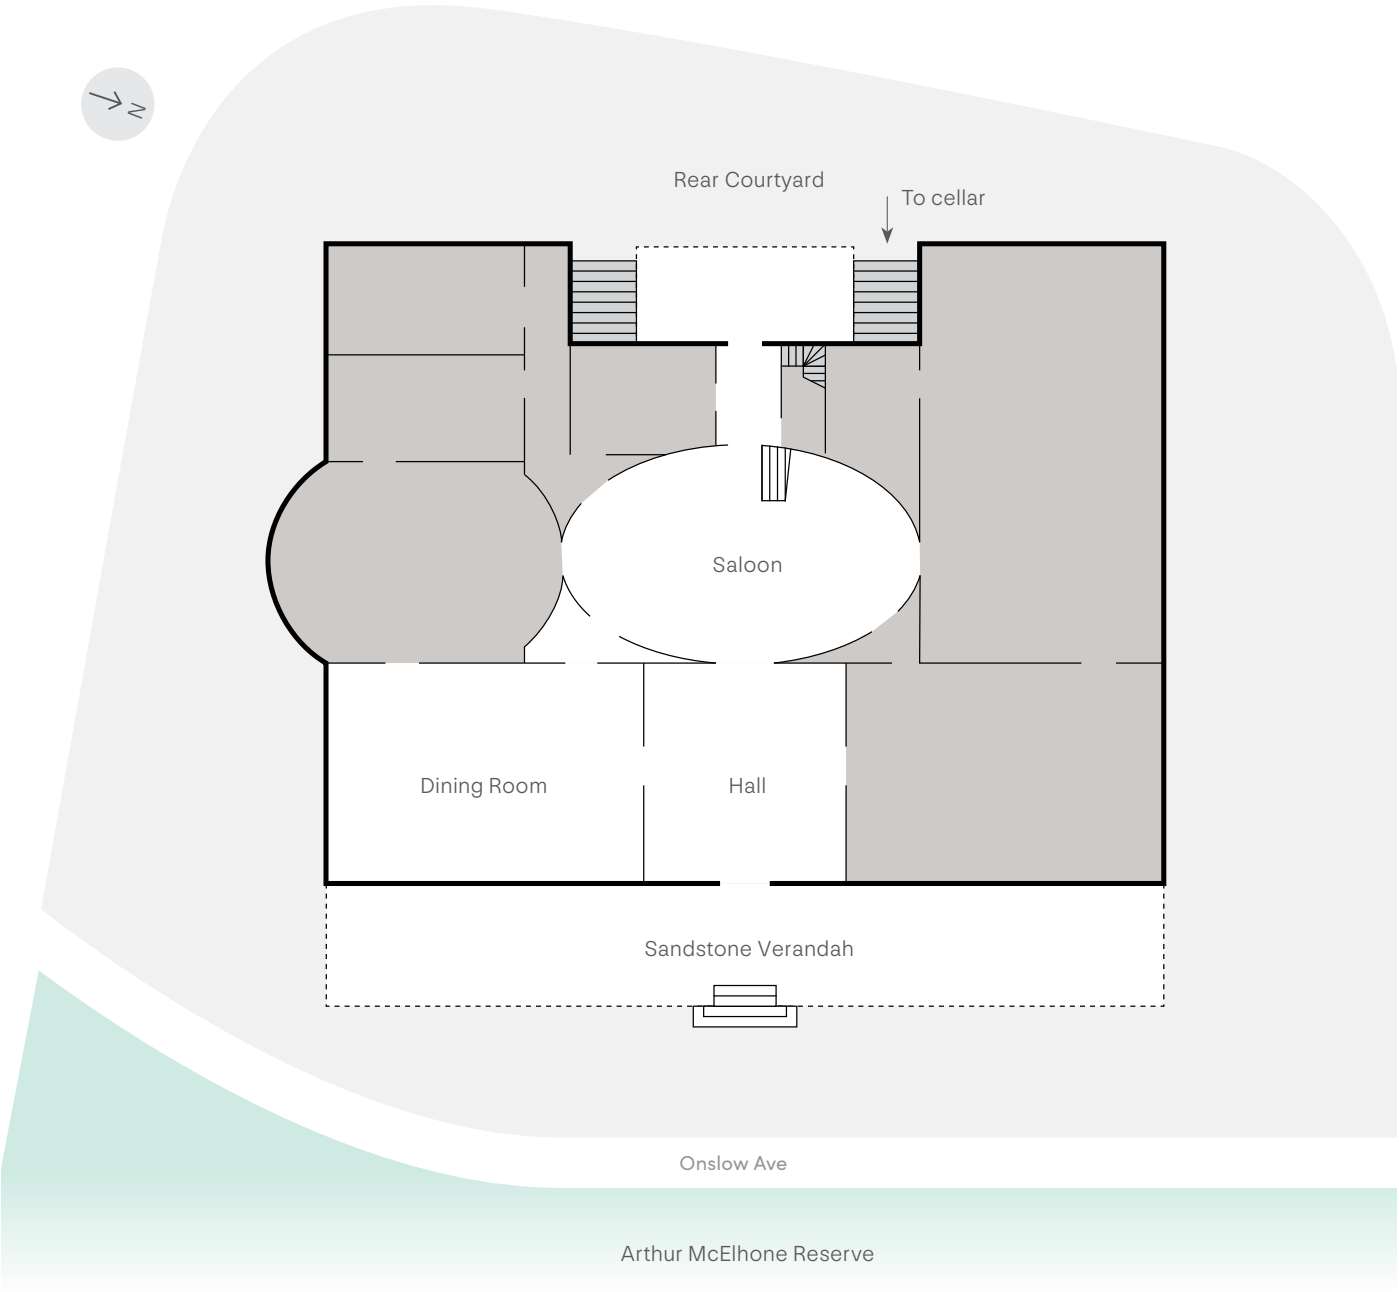 N
Rear Courtyard
To cellar
Saloon
Dining Room
Hall
Sandstone Verandah
Onslow Ave
Arthur McElhone Reserve